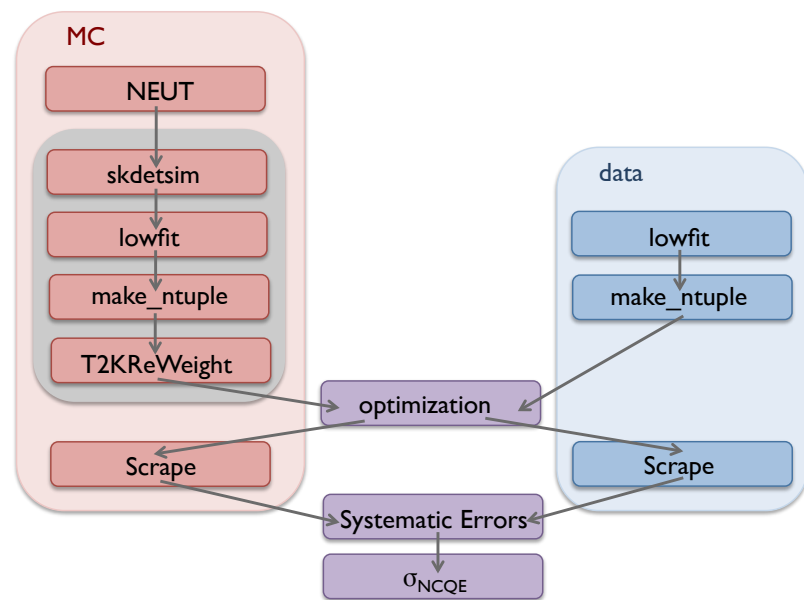 MC
NEUT
skdetsim
lowfit
make_ntuple
T2KReWeight
Scrape
data
lowfit
make_ntuple
Scrape
optimization
Systematic Errors
σNCQE